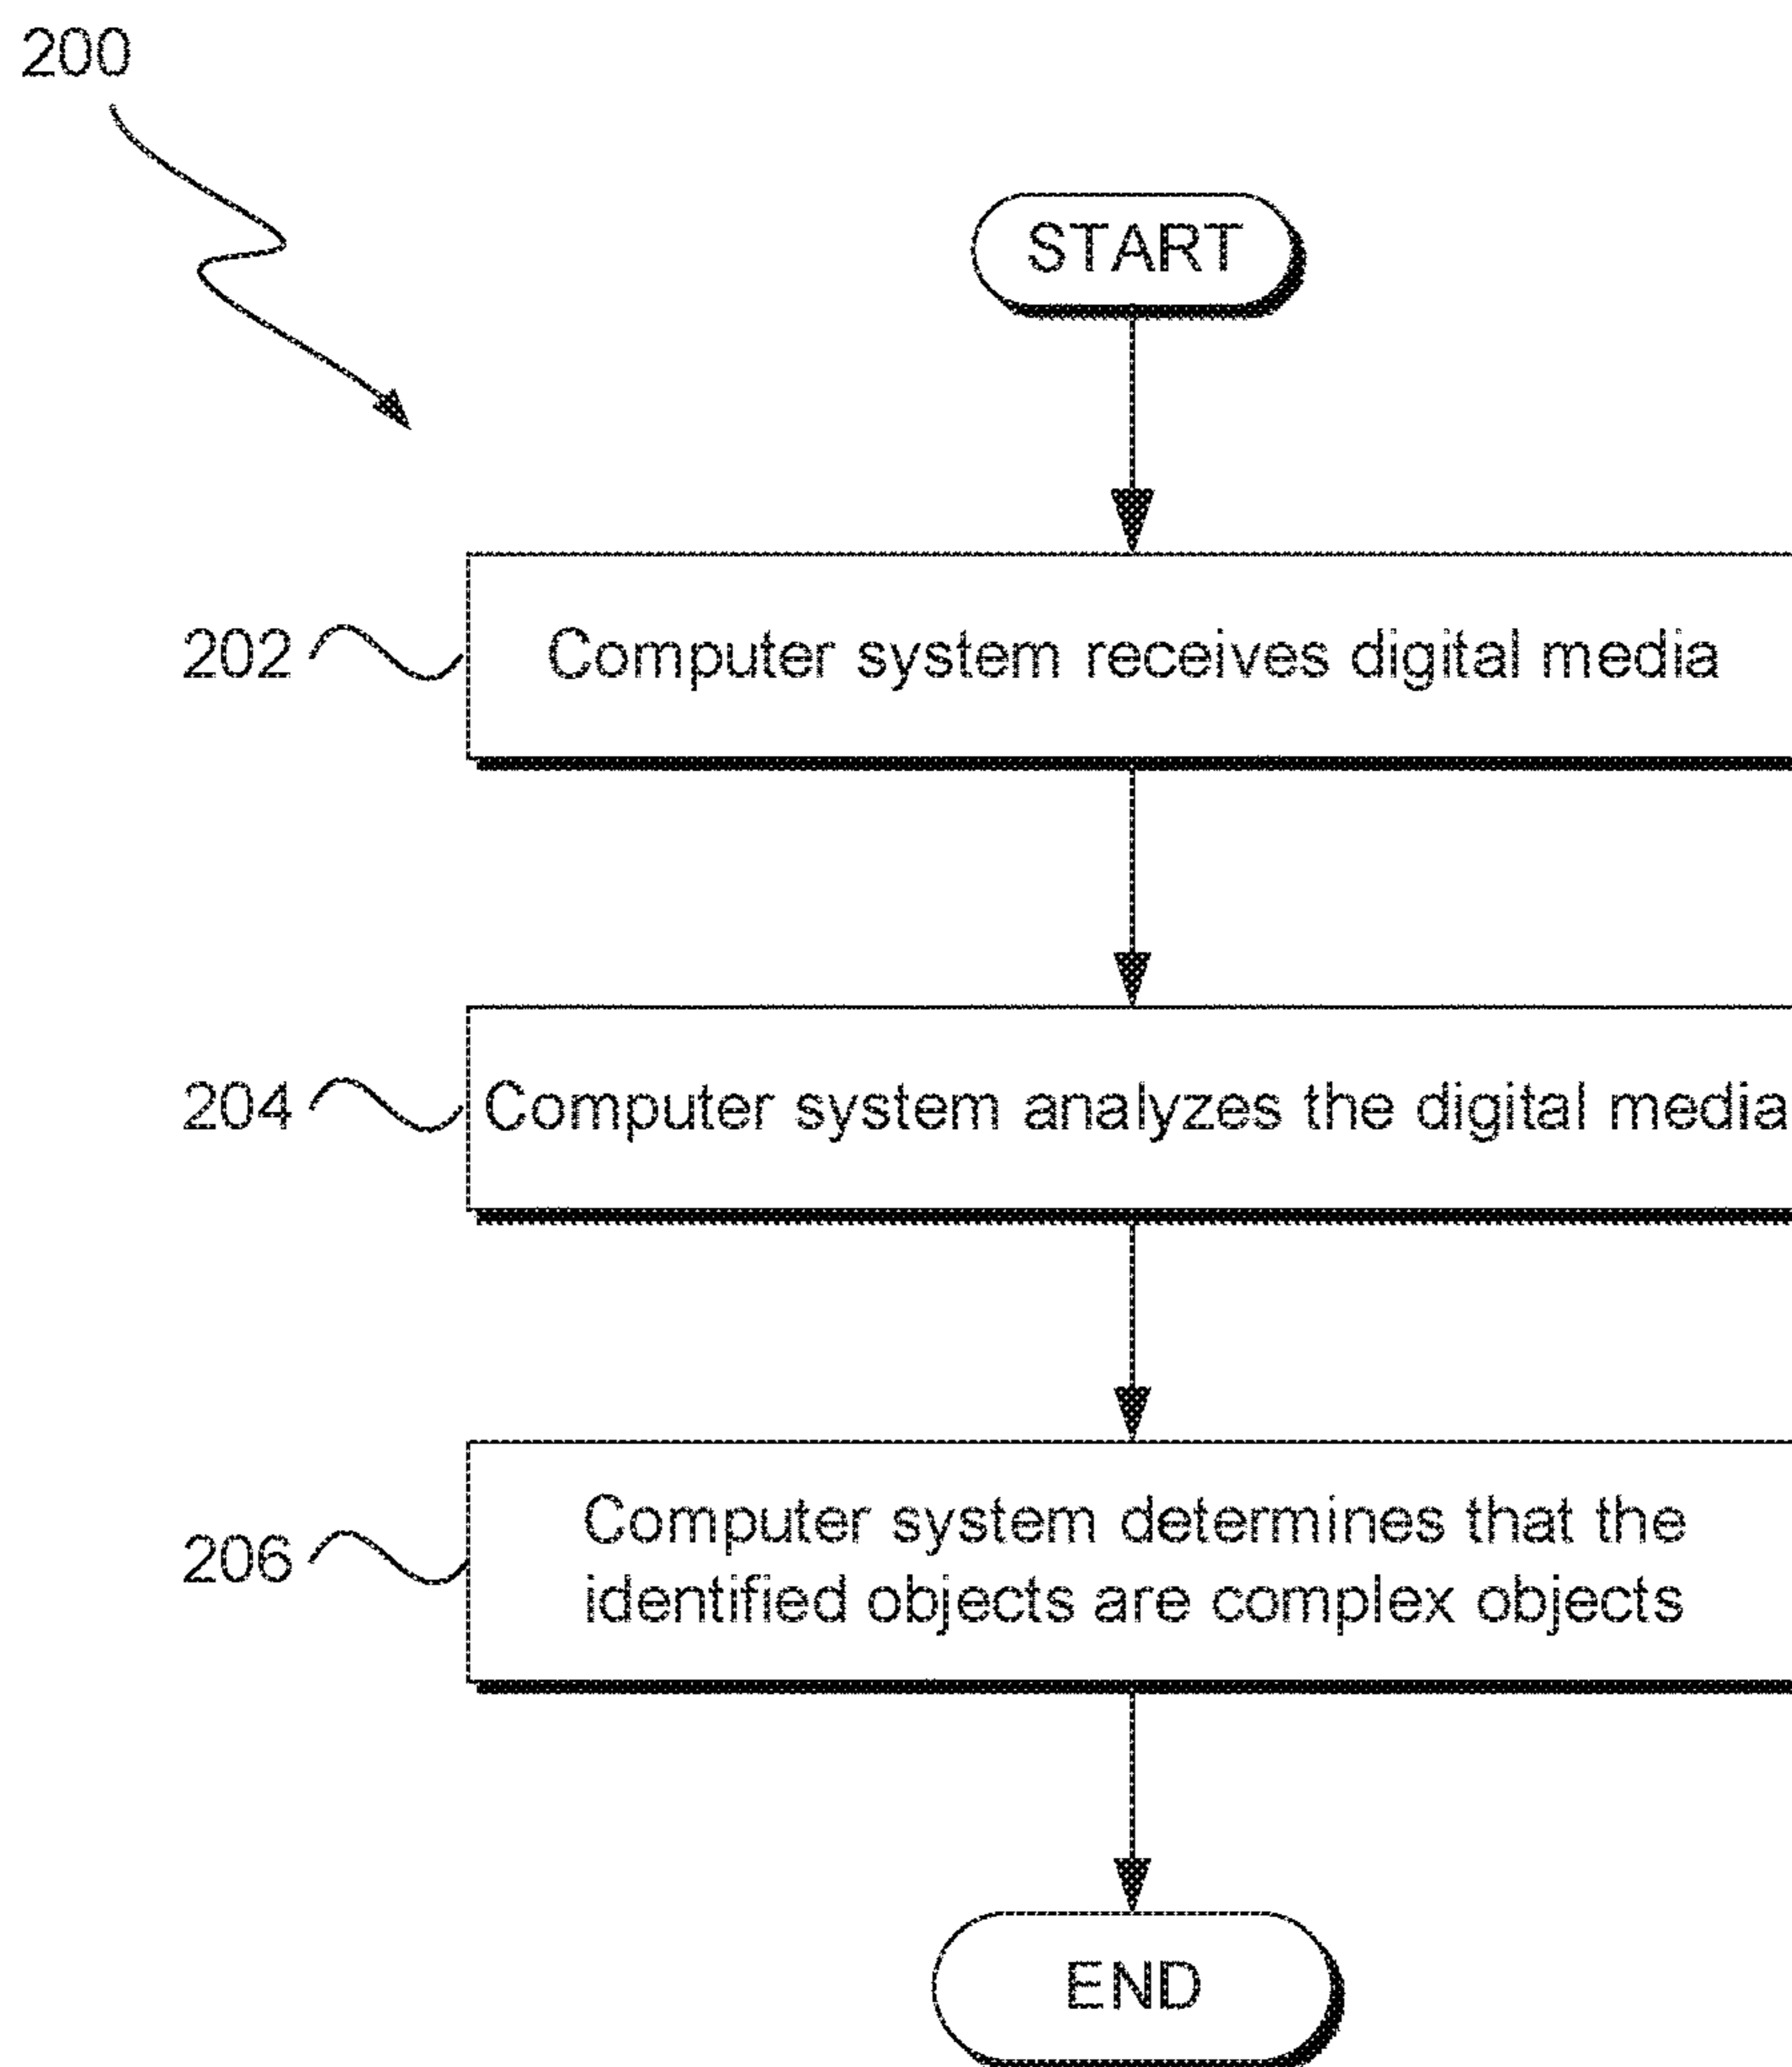 200
START
202
Computer system receives digital media
204
Computer system analyzes the digital media
206
Computer system determines that the
identified objects are complex objects
END